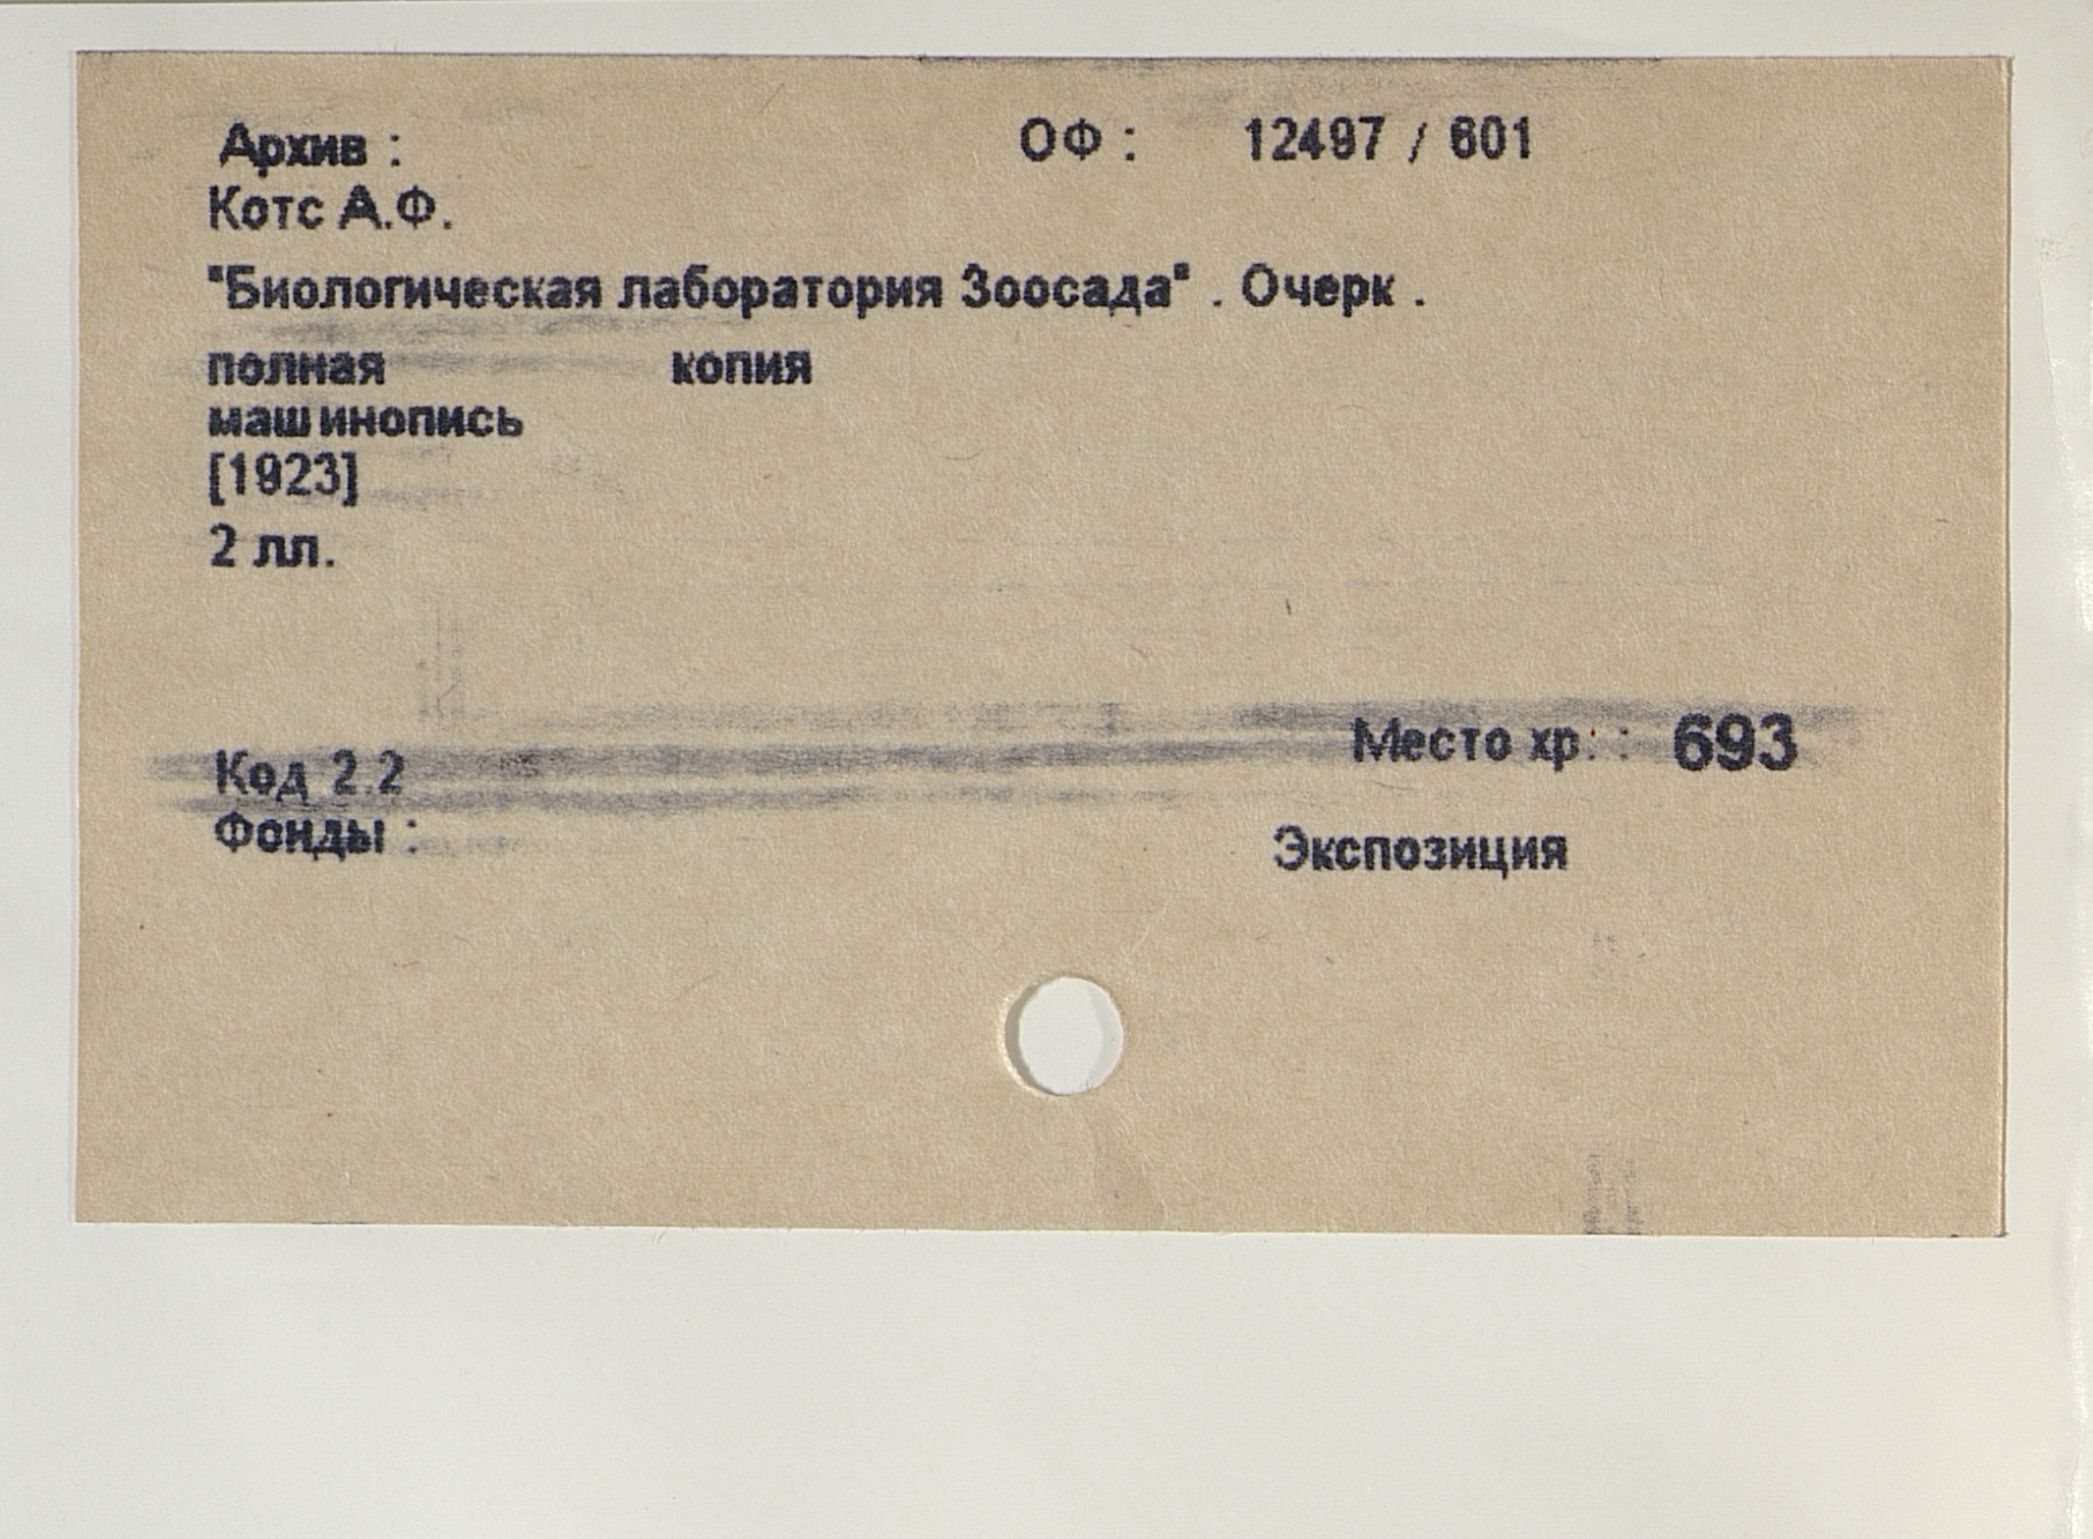 Архив : ОФ : 12497 / 601
Котс А.Ф.
"Биологическая лаборатория Зоосада" . Очерк .
полная копия
машинопись
[1923]
2 лл.
Место хр. : 693
Код 2.2
Фонды : Экспозиция